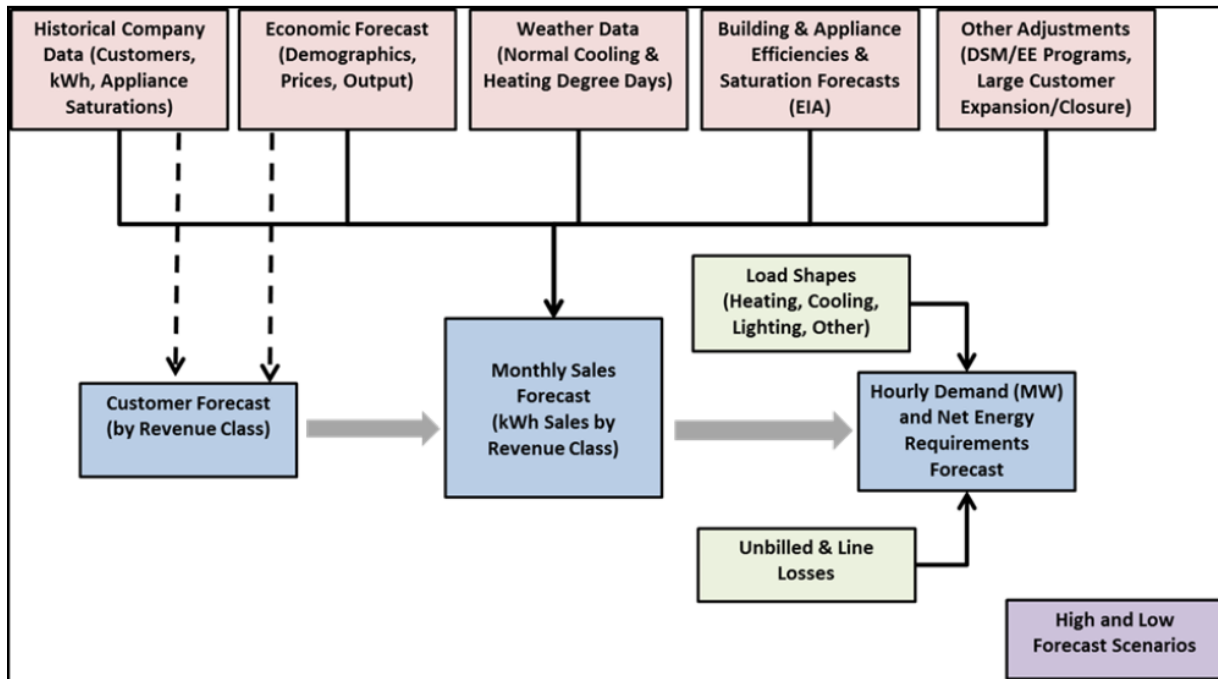 Historical Company
Data (Customers,
kWh, Appliance
Saturations)
Economic Forecast
(Demographics,
Prices, Output)
Weather Data
(Normal Cooling &
Heating Degree Days)
Building & Appliance
Efficiencies &
Saturation Forecasts
(EIA)
Other Adjustments
(DSM/EE Programs,
Large Customer
Expansion/Closure)
Load Shapes
(Heating, Cooling,
Lighting, Other)
Customer Forecast
(by Revenue Class)
Monthly Sales
Forecast
(kWh Sales by
Revenue Class)
Hourly Demand (MW)
and Net Energy
Requirements
Forecast
Unbilled & Line
Losses
High and Low
Forecast Scenarios